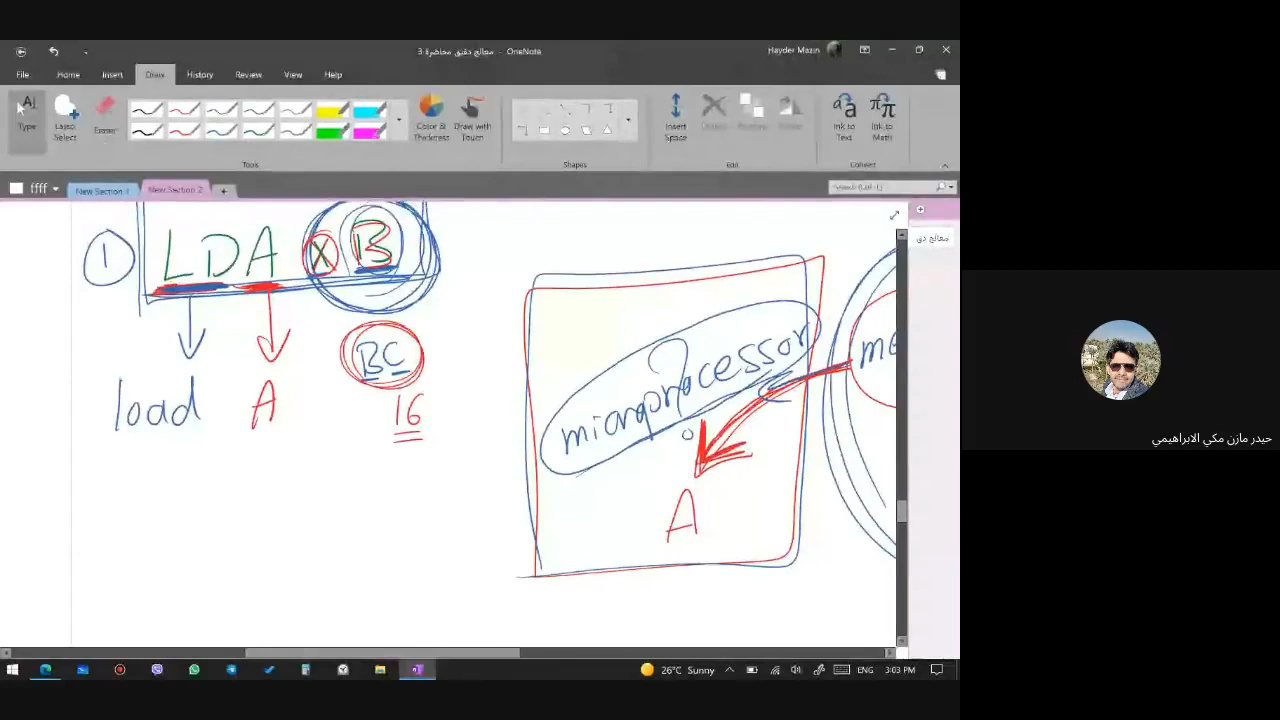 معالج دقيق محاضرة 3 - OneNote
Hayder Mazin
File Home Insert Draw History Review View Help
Type
Lasso Select
Eraser
Color & Thickness
Draw with Touch
Insert Space
Ink to Text
Ink to Math
Tools
Shapes
Edit
Convert
ffff
New Section 1
New Section 2
معالج دق
1 LDA X B
load A BC
16
microprocessor
me
A
حيدر مازن مكي الابراهيمي
26°C Sunny
ENG
3:03 PM